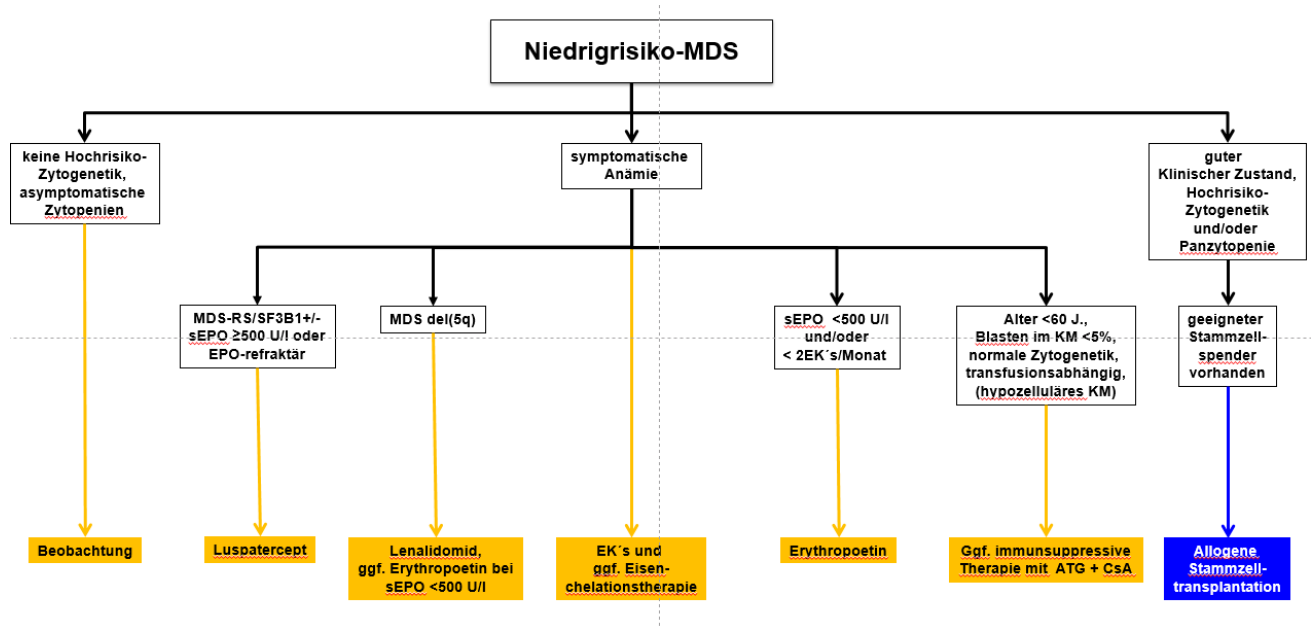 Niedrigrisiko-MDS
keine Hochrisiko-
Zytogenetik,
asymptomatische
Zytopenien
symptomatische
Anämie
guter
Klinischer Zustand,
Hochrisiko-
Zytogenetik
und/oder
Panzytopenie
MDS-RS/SF3B1+/-
sEPO ≥500 U/l oder
EPO-refraktär
MDS del(5q)
sEPO <500 U/l
und/oder
< 2EK´s/Monat
Alter <60 J.,
Blasten im KM <5%,
normale Zytogenetik,
transfusionsabhängig,
(hypozelluläres KM)
geeigneter
Stammzell-
spender
vorhanden
Beobachtung
Luspatercept
Lenalidomid,
ggf. Erythropoetin bei
sEPO <500 U/l
EK´s und
ggf. Eisen-
chelationstherapie
Erythropoetin
Ggf. immunsuppressive
Therapie mit ATG + CsA
Allogene
Stammzell-
transplantation